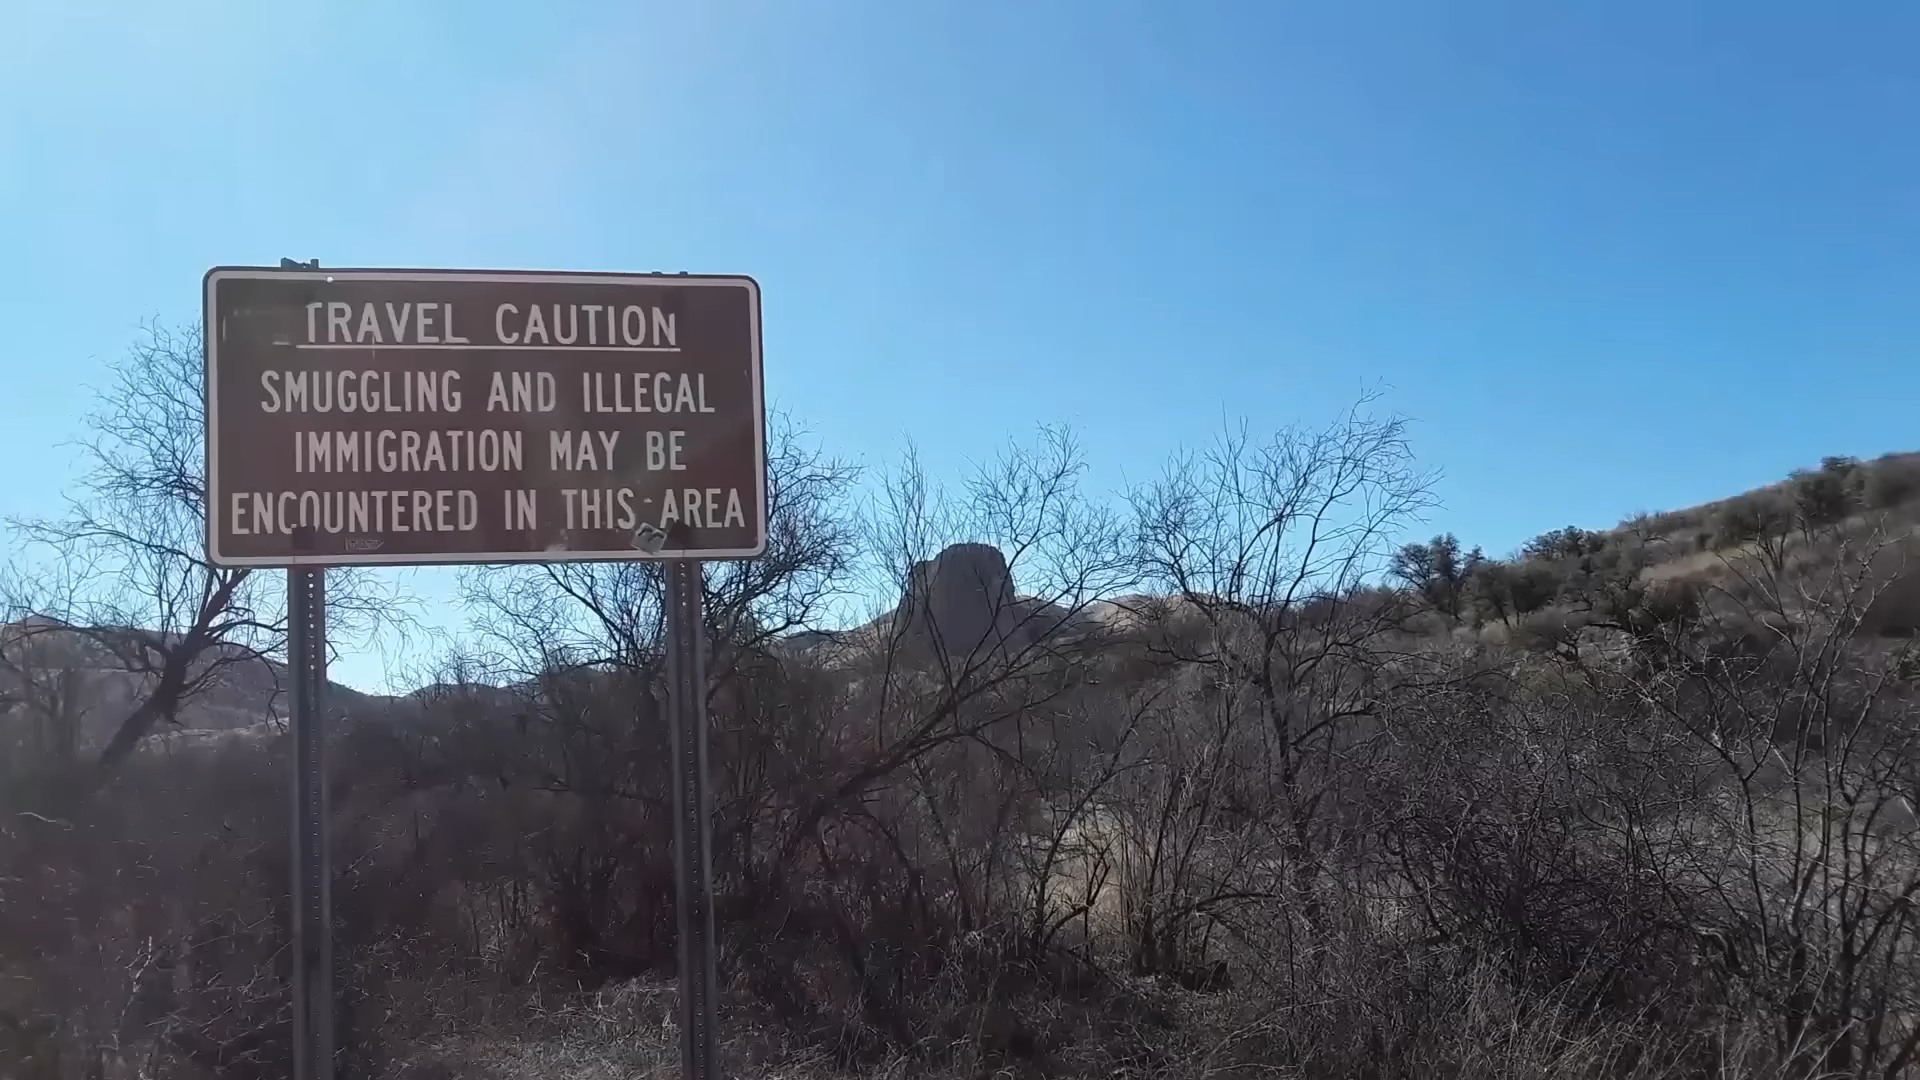 TRAVEL CAUTION
SMUGGLING AND ILLEGAL
IMMIGRATION MAY BE
ENCOUNTERED IN THIS AREA